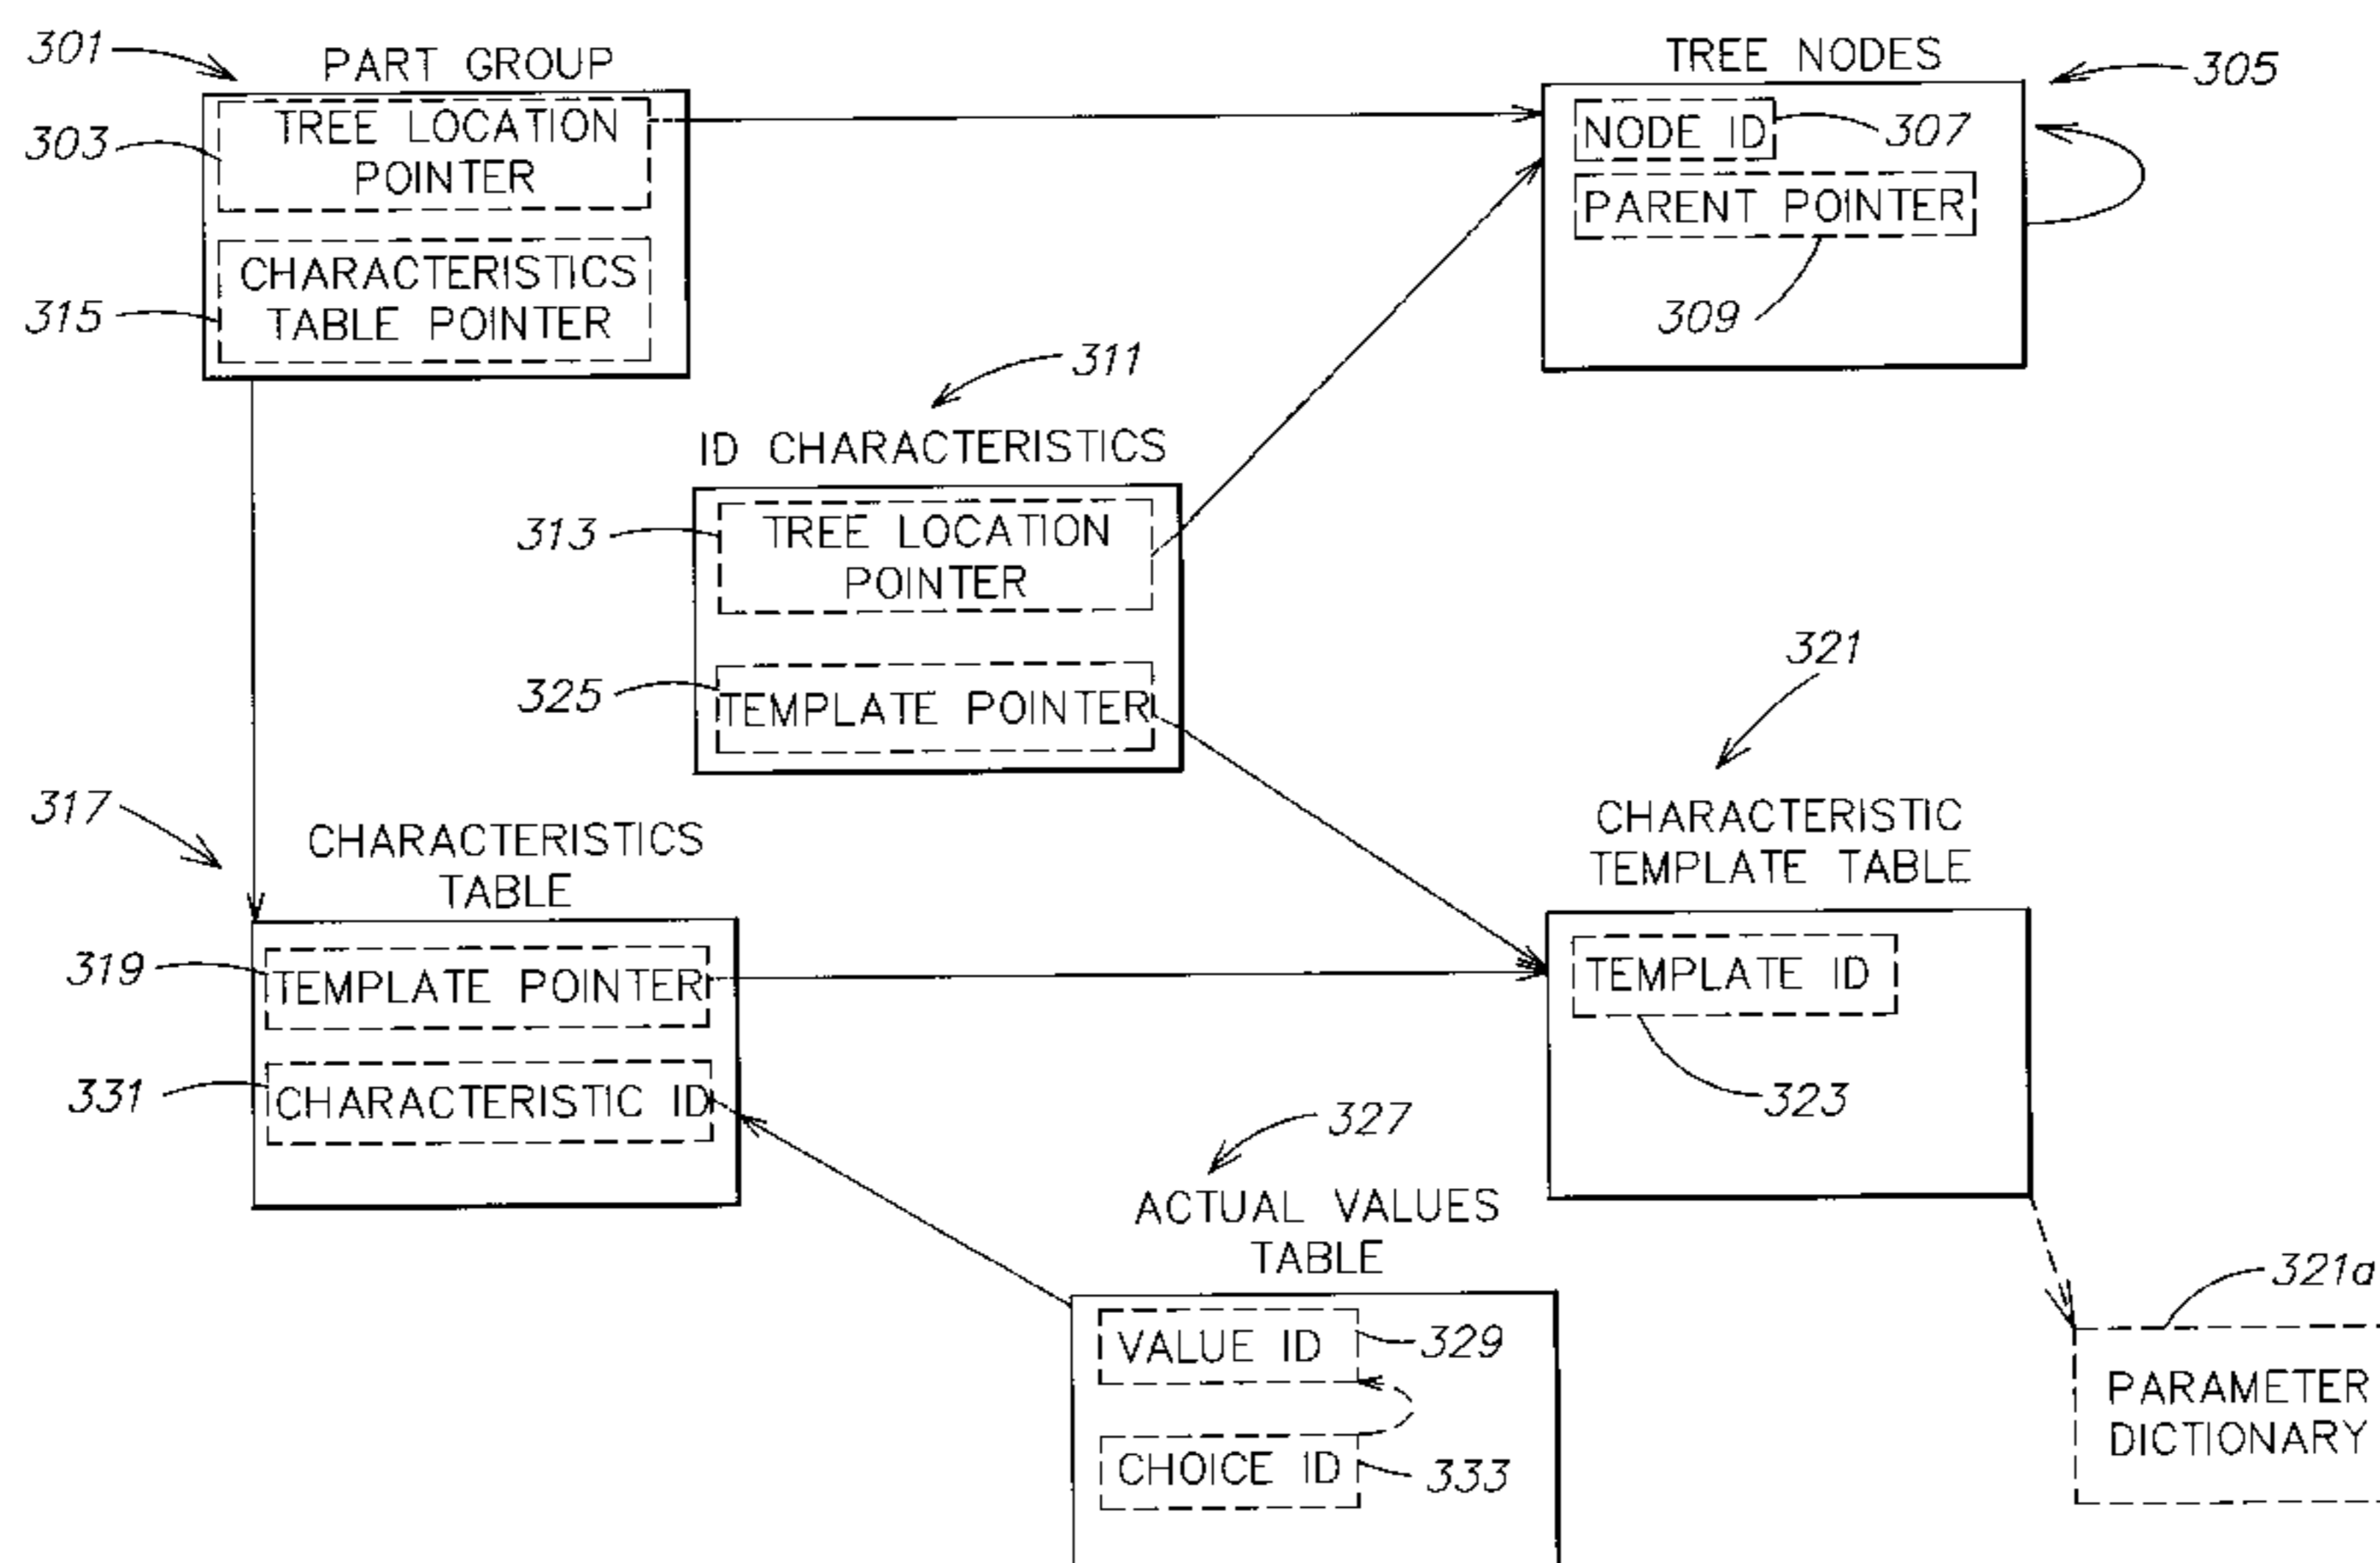 301
PART GROUP
TREE NODES
305
303
TREE LOCATION
POINTER
NODE ID
307
PARENT POINTER
309
315
CHARACTERISTICS
TABLE POINTER
311
ID CHARACTERISTICS
313
TREE LOCATION
POINTER
325
TEMPLATE POINTER
321
317
CHARACTERISTICS
TABLE
CHARACTERISTIC
TEMPLATE TABLE
319
TEMPLATE POINTER
TEMPLATE ID
323
331
CHARACTERISTIC ID
327
ACTUAL VALUES
TABLE
321a
VALUE ID
329
PARAMETER
DICTIONARY
CHOICE ID
333